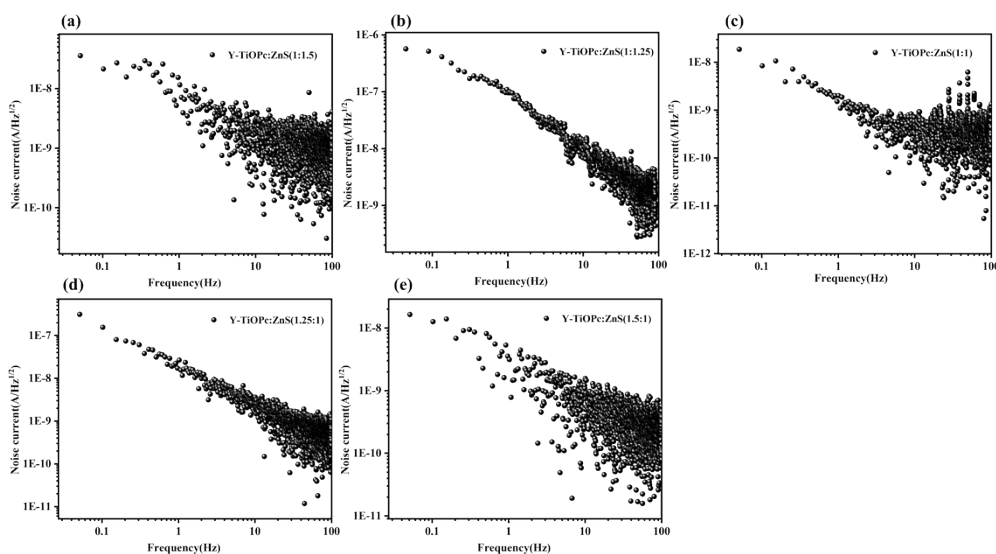 (a)
Y-TiOPc:ZnS(1:1.5)
Noise current(A/Hz1/2)
1E-8
1E-9
1E-10
0.1 1 10 100
Frequency(Hz)
(b)
Y-TiOPc:ZnS(1:1.25)
Noise current(A/Hz1/2)
1E-6
1E-7
1E-8
1E-9
0.1 1 10 100
Frequency(Hz)
(c)
Y-TiOPc:ZnS(1:1)
Noise current(A/Hz1/2)
1E-8
1E-9
1E-10
1E-11
1E-12
0.1 1 10 100
Frequency(Hz)
(d)
Y-TiOPc:ZnS(1.25:1)
Noise current(A/Hz1/2)
1E-7
1E-8
1E-9
1E-10
1E-11
0.1 1 10 100
Frequency(Hz)
(e)
Y-TiOPc:ZnS(1.5:1)
Noise current(A/Hz1/2)
1E-8
1E-9
1E-10
1E-11
0.1 1 10 100
Frequency(Hz)